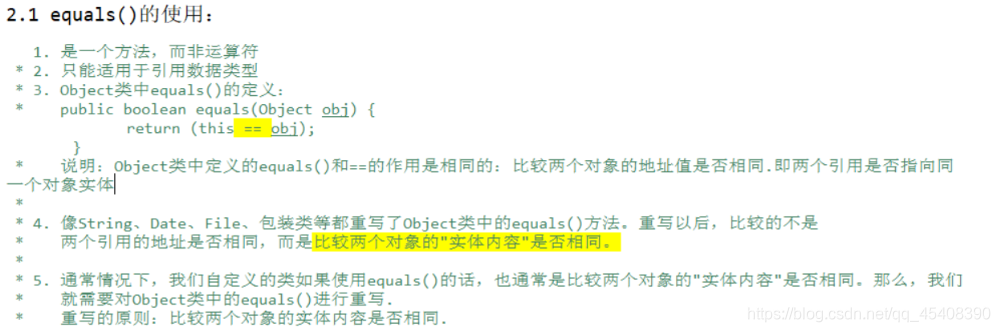 2.1 equals()的使用:
1. 是一个方法，而非运算符
* 2. 只能适用于引用数据类型
* 3. Object类中equals()的定义:
* public boolean equals(Object obj) {
return (this == obj);
}
* 说明: Object类中定义的equals()和==的作用是相同的: 比较两个对象的地址值是否相同.即两个引用是否指向同
一个对象实体
*
* 4. 像String、Date、File、包装类等都重写了Object类中的equals()方法。重写以后，比较的不是
* 两个引用的地址是否相同，而是比较两个对象的"实体内容"是否相同。
*
* 5. 通常情况下，我们自定义的类如果使用equals()的话，也通常是比较两个对象的"实体内容"是否相同。那么，我们
* 就需要对Object类中的equals()进行重写.
* 重写的原则: 比较两个对象的实体内容是否相同.
https://blog.csdn.net/qq_45408390